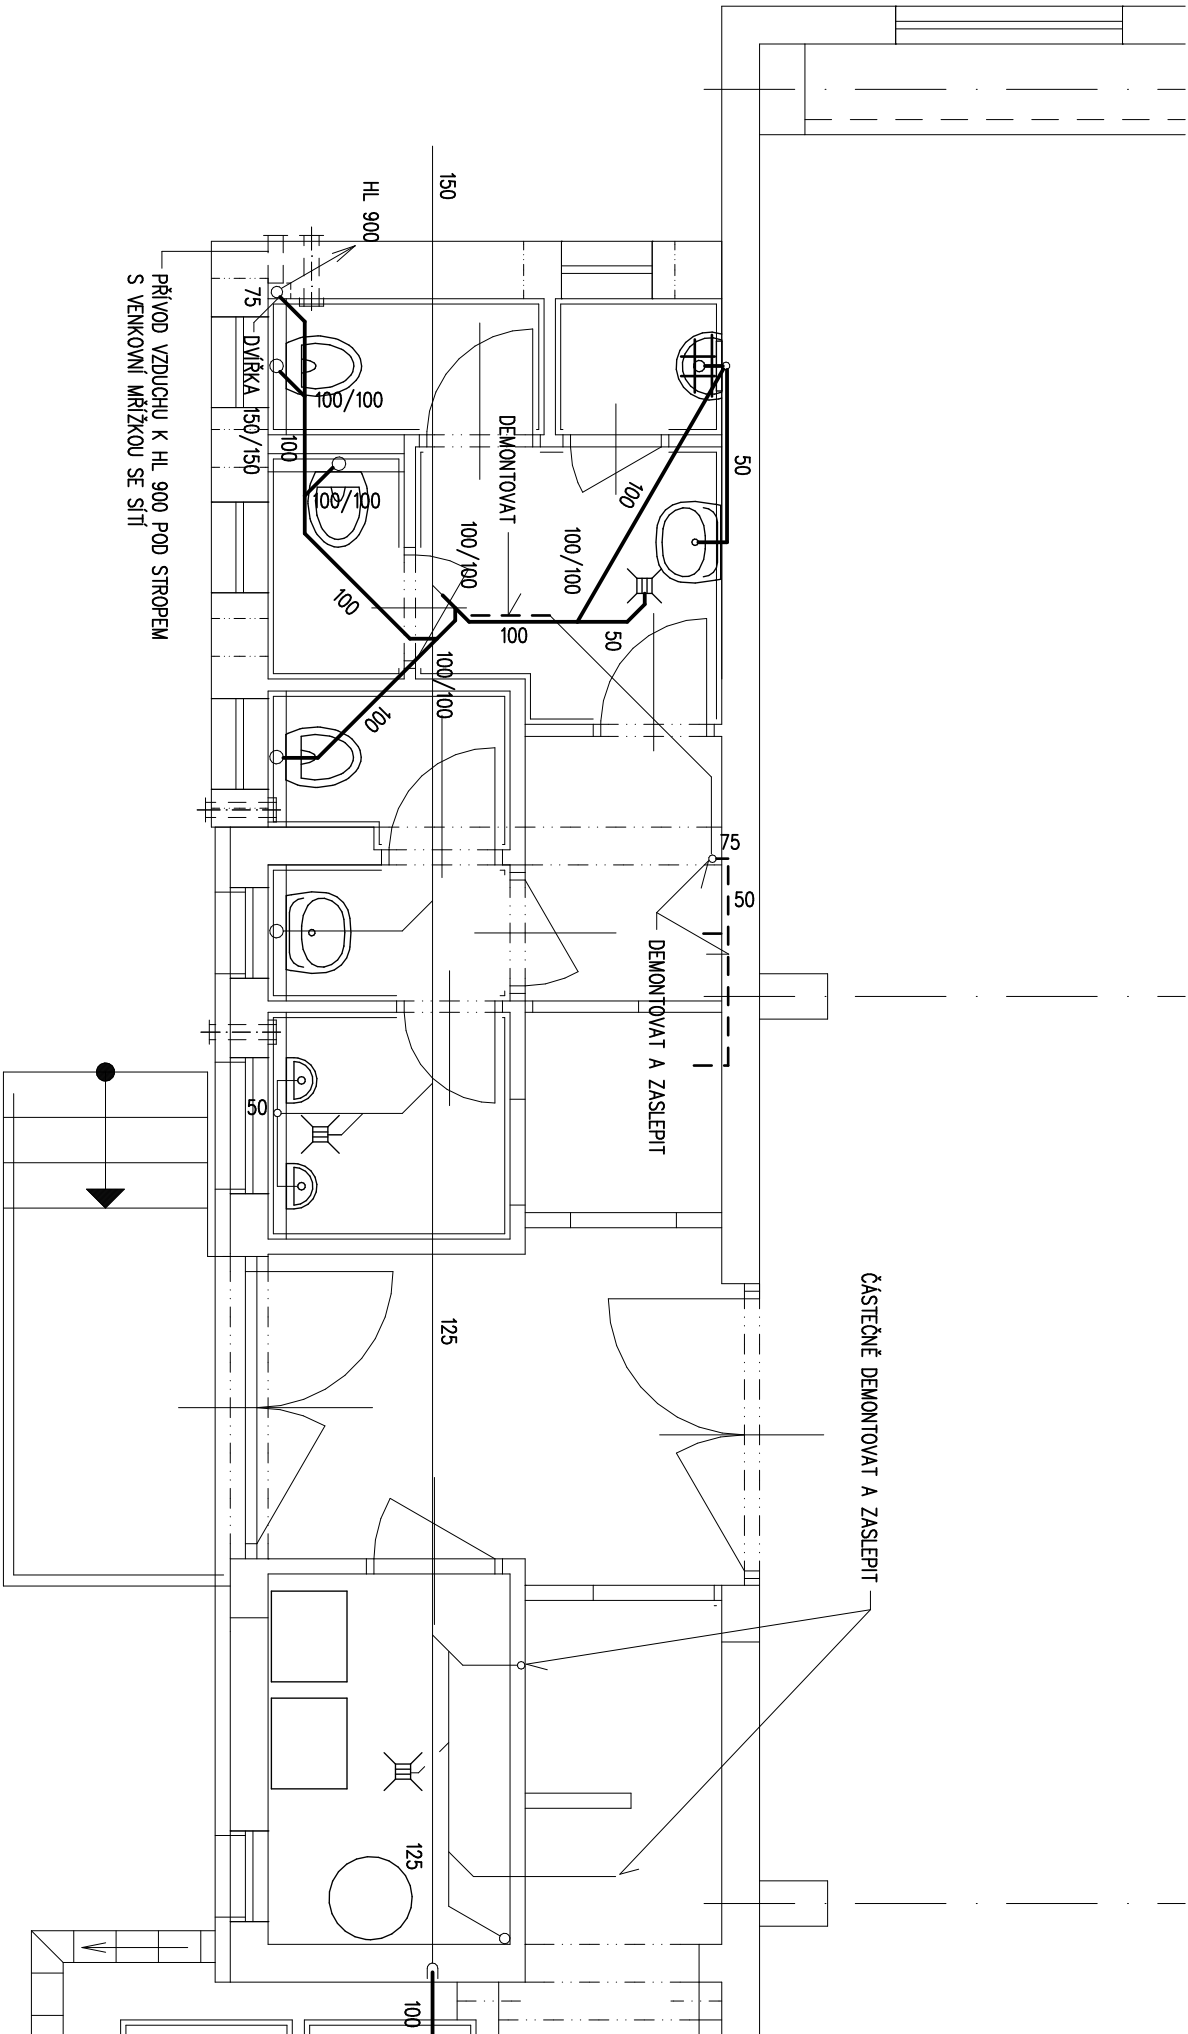 150
HL 900
PŘÍVOD VZDUCHU K HL 900 POD STROPEM
S VENKOVNÍ MŘÍŽKOU SE SÍTÍ
75
DVÍŘKA 150/150
100/100
100
100/100
DEMONTOVAT
50
100
100/100
100/100
100
100
50
100/100
100
75
50
DEMONTOVAT A ZASLEPIT
50
125
ČÁSTEČNĚ DEMONTOVAT A ZASLEPIT
125
100